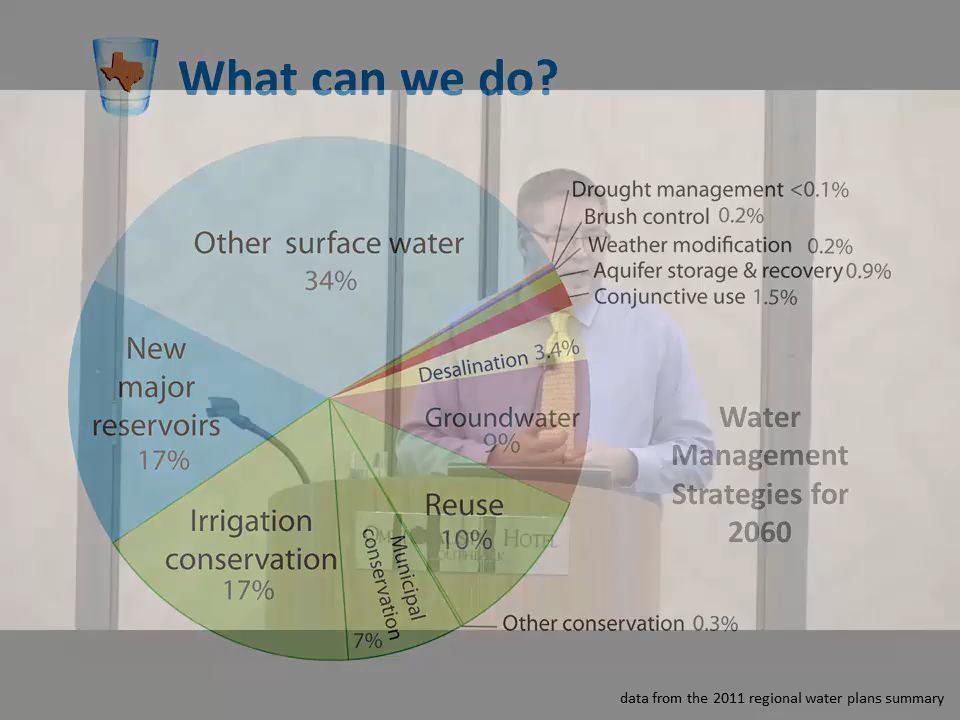 What can we do?
Drought management <0.1%
Brush control 0.2%
Weather modification 0.2%
Aquifer storage & recovery 0.9%
Conjunctive use 1.5%
Other surface water
34%
Desalination 3.4%
New
major
reservoirs
17%
Groundwater
9%
Water
Management
Strategies for
2060
Irrigation
conservation
17%
Reuse
10%
Municipal
conservation
7%
Hotel
Other conservation 0.3%
data from the 2011 regional water plans summary